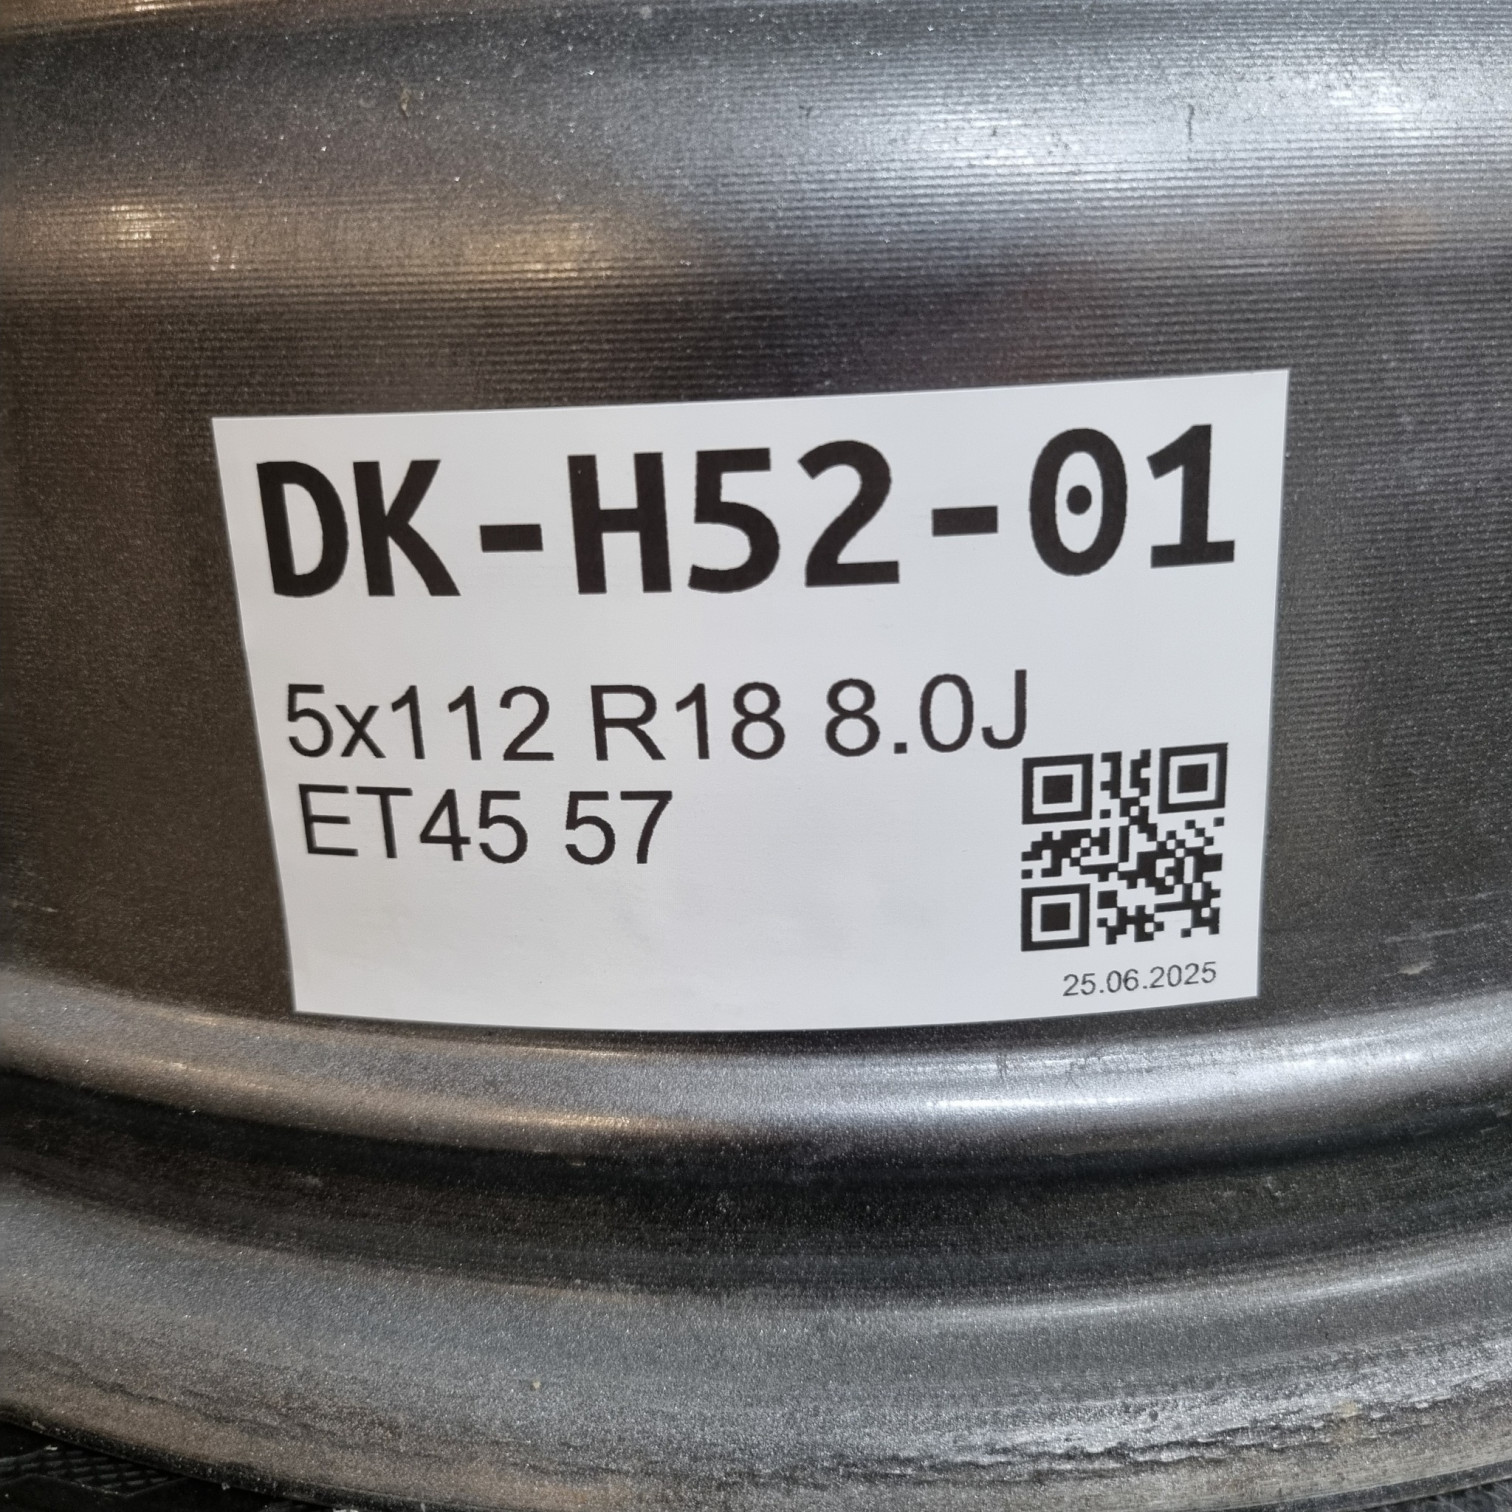 DK-H52-01
5x112 R18 8.0J
ET45 57
25.06.2025